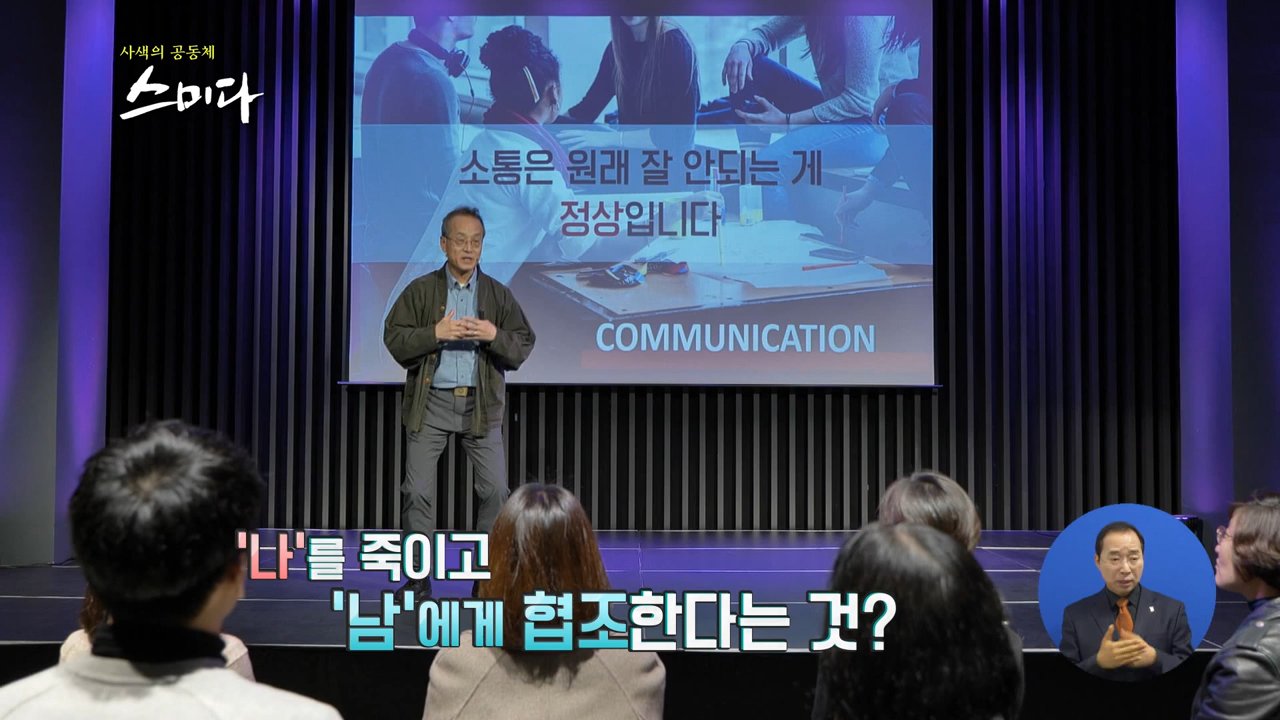 사색의 공동체
스미다
소통은 원래 잘 안되는 게
정상입니다
COMMUNICATION
'나'를 죽이고
'남'에게 협조한다는 것?